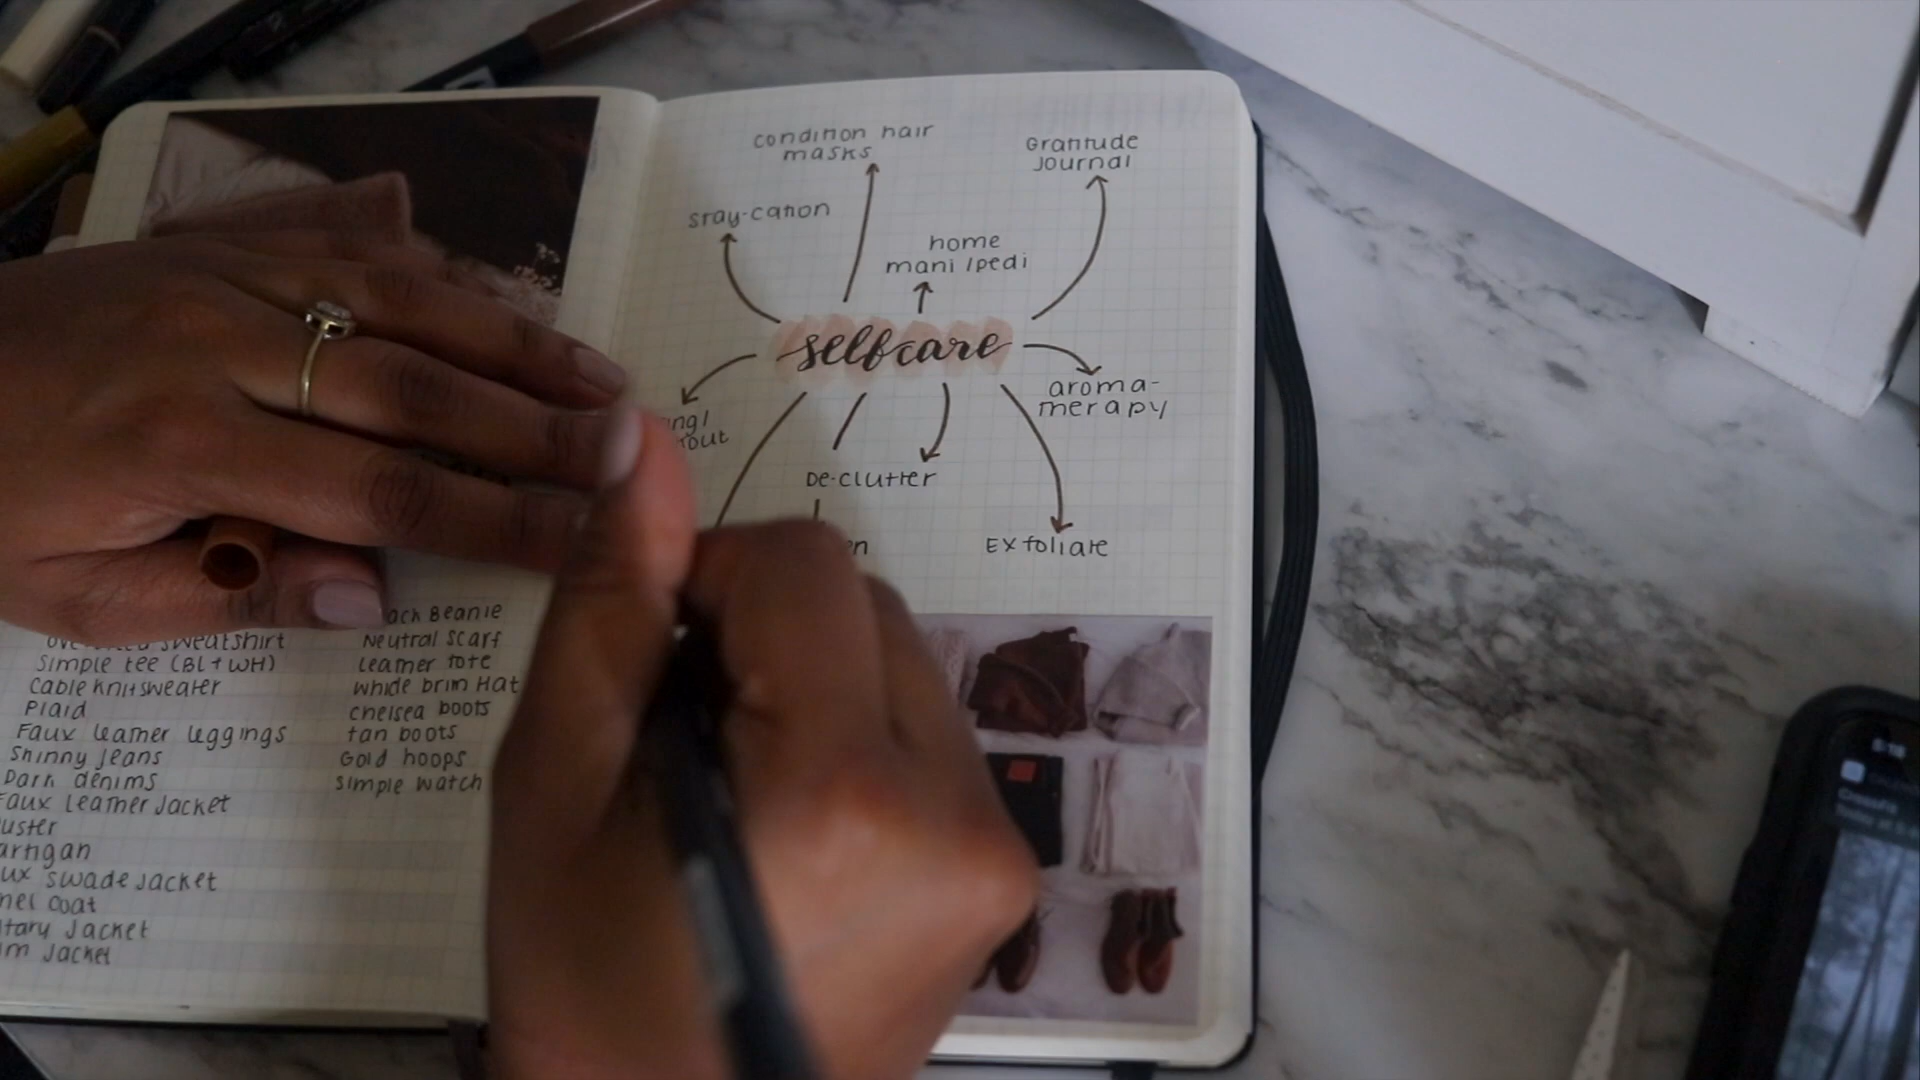 condition hair
masks
Gratitude
Journal
stay-cation
home
mani/pedi
selfcare
aroma-
therapy
De-clutter
Exfoliate
Beanie
sweatshirt
Neutral scarf
simple tee (BL + WH)
leather tote
Cable knit sweater
whide brim Hat
Plaid
chelsea boots
Faux leather leggings
tan boots
Skinny Jeans
Gold hoops
Dark denims
simple watch
Faux Leather Jacket
swade Jacket
coat
Jacket
Jacket